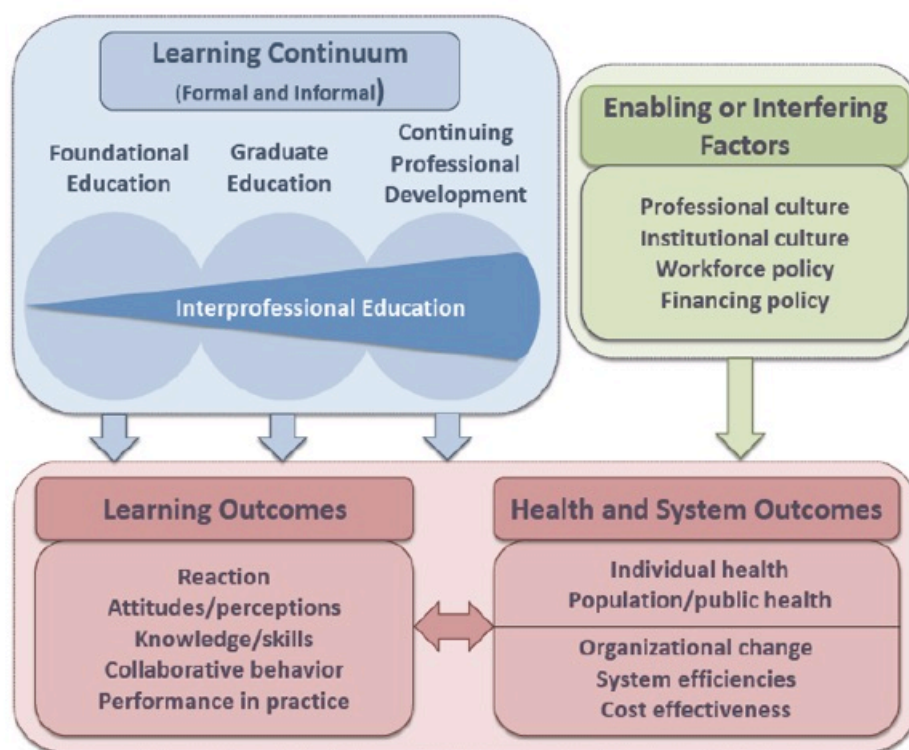 Learning Continuum
(Formal and Informal)
Foundational
Education
Graduate
Education
Continuing
Professional
Development
Interprofessional Education
Enabling or Interfering
Factors
Professional culture
Institutional culture
Workforce policy
Financing policy
Learning Outcomes
Reaction
Attitudes/perceptions
Knowledge/skills
Collaborative behavior
Performance in practice
Health and System Outcomes
Individual health
Population/public health
Organizational change
System efficiencies
Cost effectiveness